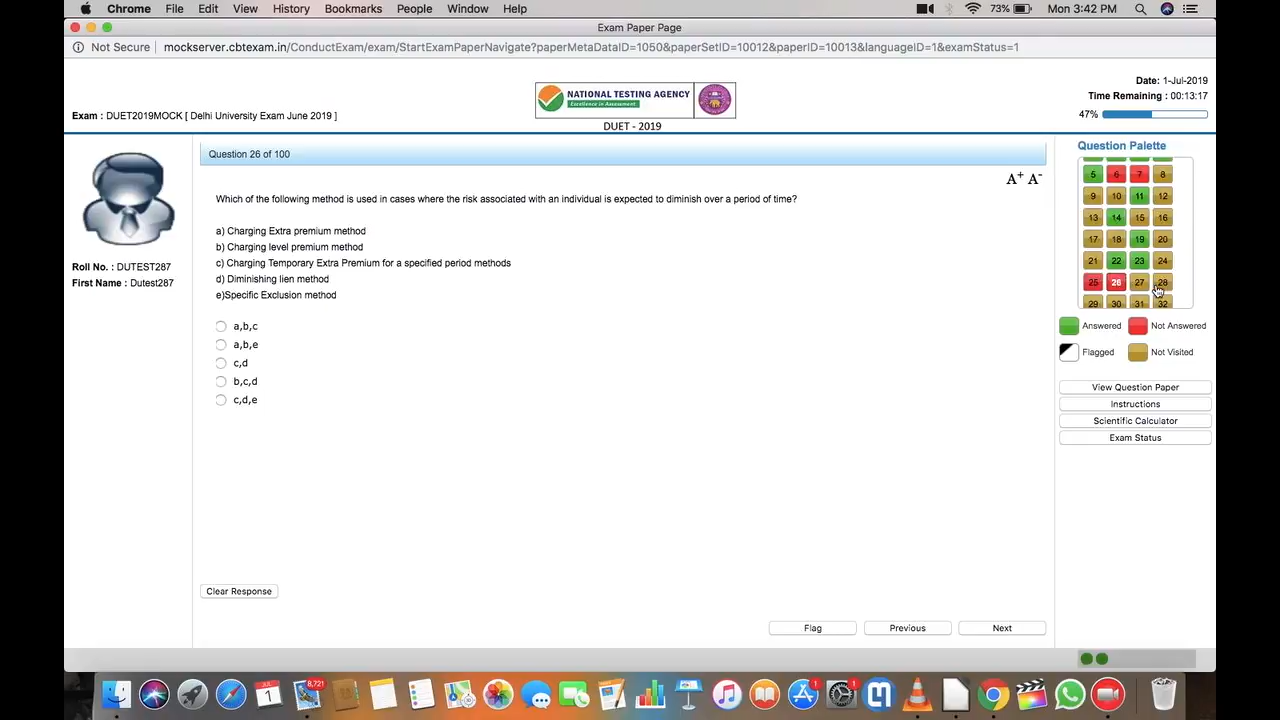 Chrome File Edit View History Bookmarks People Window Help 73% Mon 3:42 PM
Exam Paper Page
Not Secure mockserver.cbtexam.in/ConductExam/exam/StartExamPaperNavigate?paperMetaDataID=1050&paperSetID=10012&paperID=10013&languageID=1&examStatus=1
Date: 1-Jul-2019
Time Remaining : 00:13:17
47%
NATIONAL TESTING AGENCY
Excellence in Assessment
Exam : DUET2019MOCK [ Delhi University Exam June 2019 ]
DUET - 2019
Roll No. : DUTEST287
First Name : Dutest287
Question 26 of 100
A+ A-
Which of the following method is used in cases where the risk associated with an individual is expected to diminish over a period of time?
a) Charging Extra premium method
b) Charging level premium method
c) Charging Temporary Extra Premium for a specified period methods
d) Diminishing lien method
e)Specific Exclusion method
a,b,c
a,b,e
c,d
b,c,d
c,d,e
Clear Response
Flag Previous Next
Question Palette
5 6 7 8
9 10 11 12
13 14 15 16
17 18 19 20
21 22 23 24
25 26 27 28
29 30 31 32
Answered Not Answered
Flagged Not Visited
View Question Paper
Instructions
Scientific Calculator
Exam Status
JUL
1
8,721
1
1